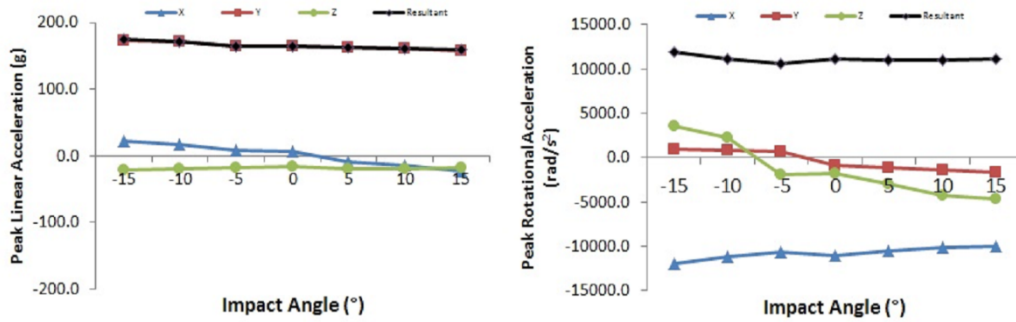 X Y Z Resultant
200.0
100.0
0.0
-100.0
-200.0
-15 -10 -5 0 5 10 15
Peak Linear Acceleration (g)
Impact Angle (°)
X Y Z Resultant
15000.0
10000.0
5000.0
0.0
-5000.0
-10000.0
-15000.0
-15 -10 -5 0 5 10 15
Peak Rotational Acceleration
(rad/s²)
Impact Angle (°)